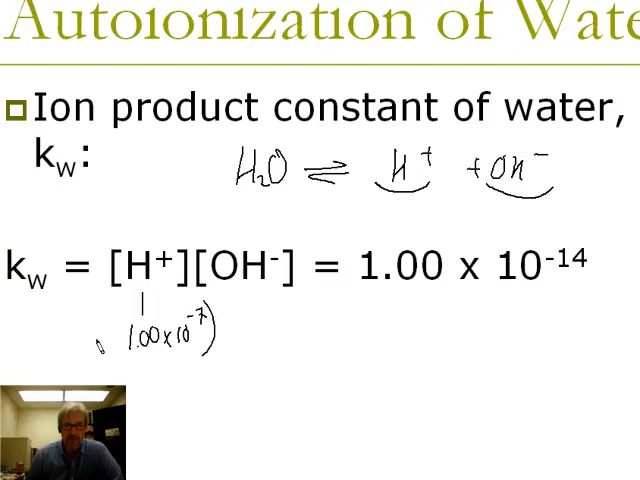 Autoionization of Wate
Ion product constant of water,
kw:
H₂O ⇌ H⁺ + OH⁻
kw = [H⁺][OH⁻] = 1.00 x 10⁻¹⁴
1.00 x 10⁻⁷)